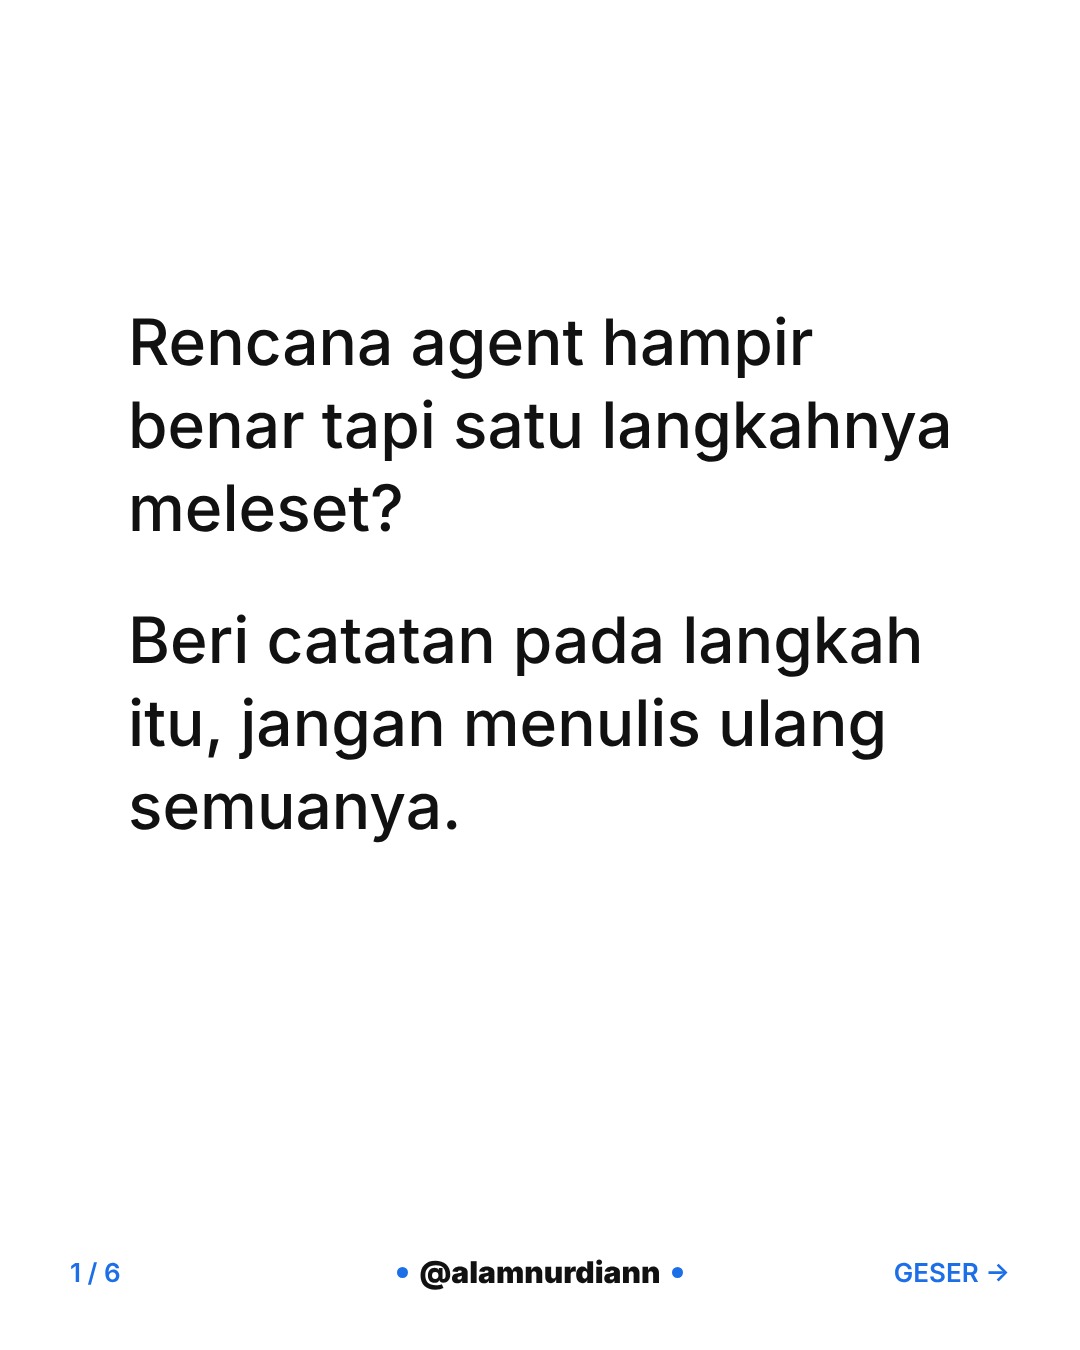 Rencana agent hampir
benar tapi satu langkahnya
meleset?
Beri catatan pada langkah
itu, jangan menulis ulang
semuanya.
1 / 6
• @alamnurdiann •
GESER →